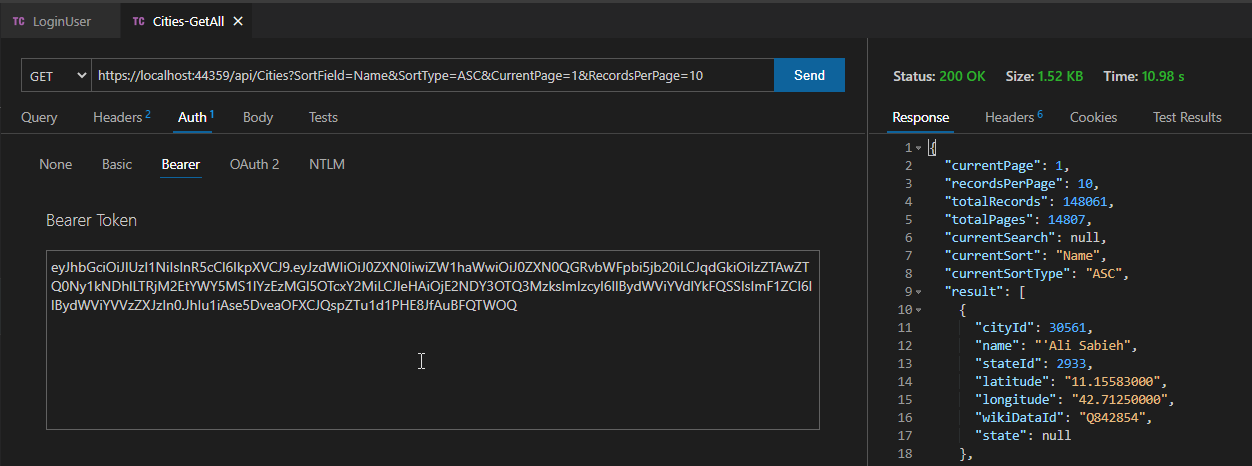 TC LoginUser TC Cities-GetAll ✕
GET https://localhost:44359/api/Cities?SortField=Name&SortType=ASC&CurrentPage=1&RecordsPerPage=10 Send
Query Headers 2 Auth 1 Body Tests
None Basic Bearer OAuth 2 NTLM
Bearer Token
eyJhbGciOiJIUzI1NiIsInR5cCI6IkpXVCJ9.eyJzdWIiOiJ0ZXN0IiwiZW1haWwiOiJ0ZXN0QGRvbWFpbi5jb20iLCJqdGkiOiIzZTAwZT
Q0Ny1kNDhlLTRjM2EtYWY5MS1lYzEzMGI5OTcxY2MiLCJleHAiOjE2NDY3OTQ3MzksImlzcyI6IlB1YWViYVdlYkFQSSIsImF1ZCI6I
lB1YWViYVVzZXJzIn0.JhIu1iAse5DveaOFXCJQspZTu1d1PHE8JfAuBFQTWOQ
Status: 200 OK Size: 1.52 KB Time: 10.98 s
Response Headers 6 Cookies Test Results
1 {
2 "currentPage": 1,
3 "recordsPerPage": 10,
4 "totalRecords": 148061,
5 "totalPages": 14807,
6 "currentSearch": null,
7 "currentSort": "Name",
8 "currentSortType": "ASC",
9 "result": [
10 {
11 "cityId": 30561,
12 "name": "'Ali Sabieh",
13 "stateId": 2933,
14 "latitude": "11.15583000",
15 "longitude": "42.71250000",
16 "wikiDataId": "Q842854",
17 "state": null
18 },